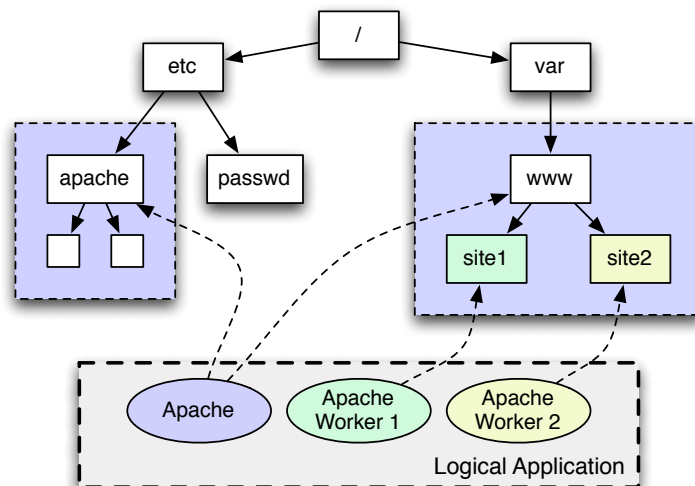 /
etc
var
apache
passwd
www
site1
site2
Apache
Apache
Worker 1
Apache
Worker 2
Logical Application